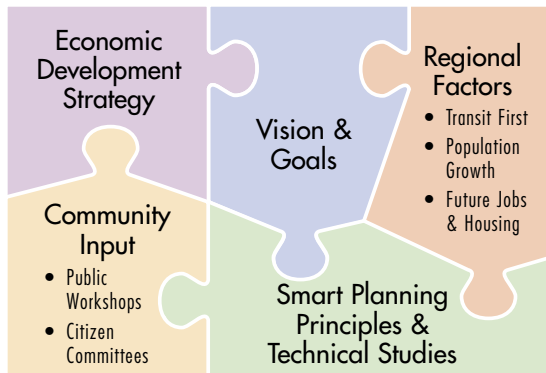 Economic
Development
Strategy
Vision &
Goals
Regional
Factors
• Transit First
• Population
Growth
• Future Jobs
& Housing
Community
Input
• Public
Workshops
• Citizen
Committees
Smart Planning
Principles &
Technical Studies